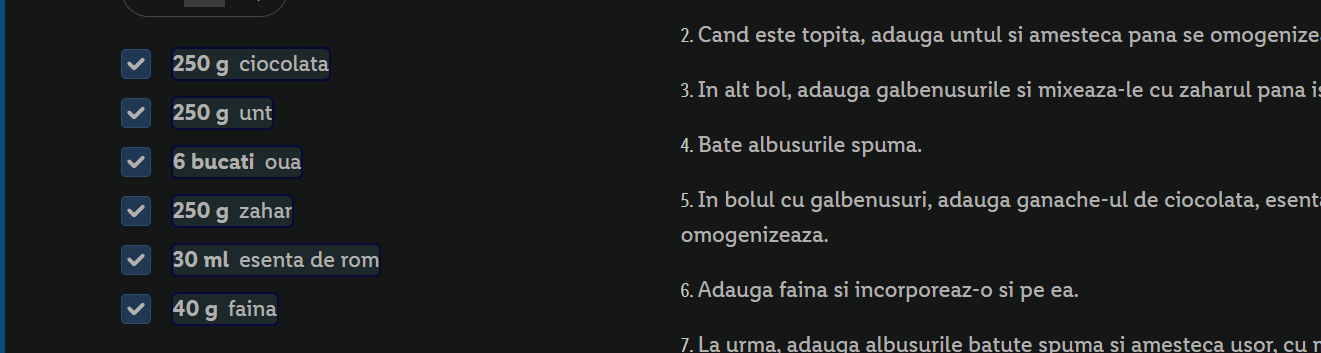 250 g ciocolata
250 g unt
6 bucati oua
250 g zahar
30 ml esenta de rom
40 g faina
2. Cand este topita, adauga untul si amesteca pana se
3. In alt bol, adauga galbenusurile si mixeaza-le cu zaharul pana
4. Bate albusurile spuma.
5. In bolul cu galbenusuri, adauga ganache-ul de ciocolata,
omogenizeaza.
6. Adauga faina si incorporeaz-o si pe ea.
7. La urma, adauga albusurile batute spuma si amesteca usor, cu